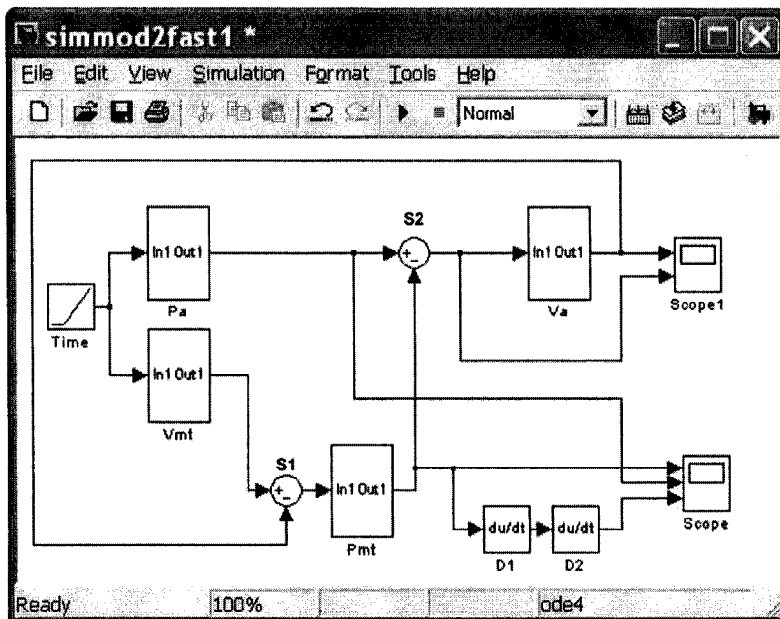 simmod2fast1 *
File Edit View Simulation Format Tools Help
Normal
S2
In1 Out1
+-
In1 Out1
Pa
Va
Scope1
Time
In1 Out1
Vmt
S1
+-
In1 Out1
Pmt
Scope
du/dt
du/dt
D1
D2
Ready 100% ode4